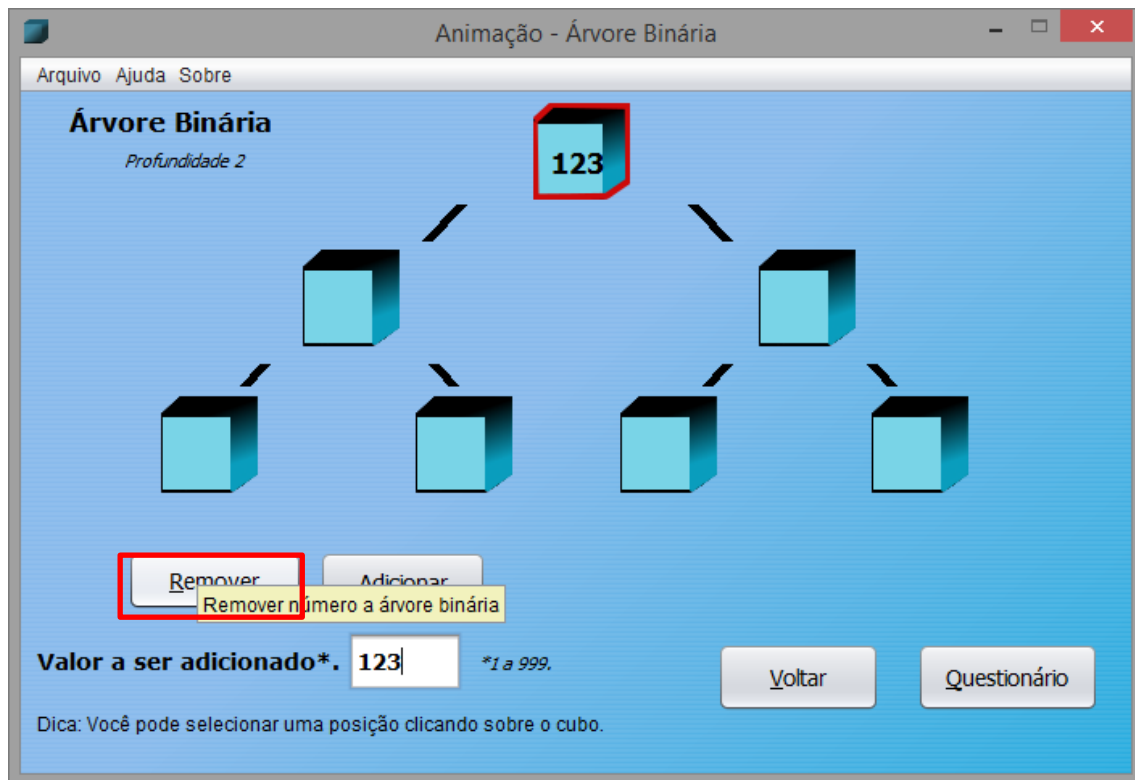 Animação - Árvore Binária
Arquivo Ajuda Sobre
Árvore Binária
Profundidade 2
123
Remover
Adicionar
Remover número a árvore binária
Valor a ser adicionado*. 123 *1 a 999.
Voltar
Questionário
Dica: Você pode selecionar uma posição clicando sobre o cubo.